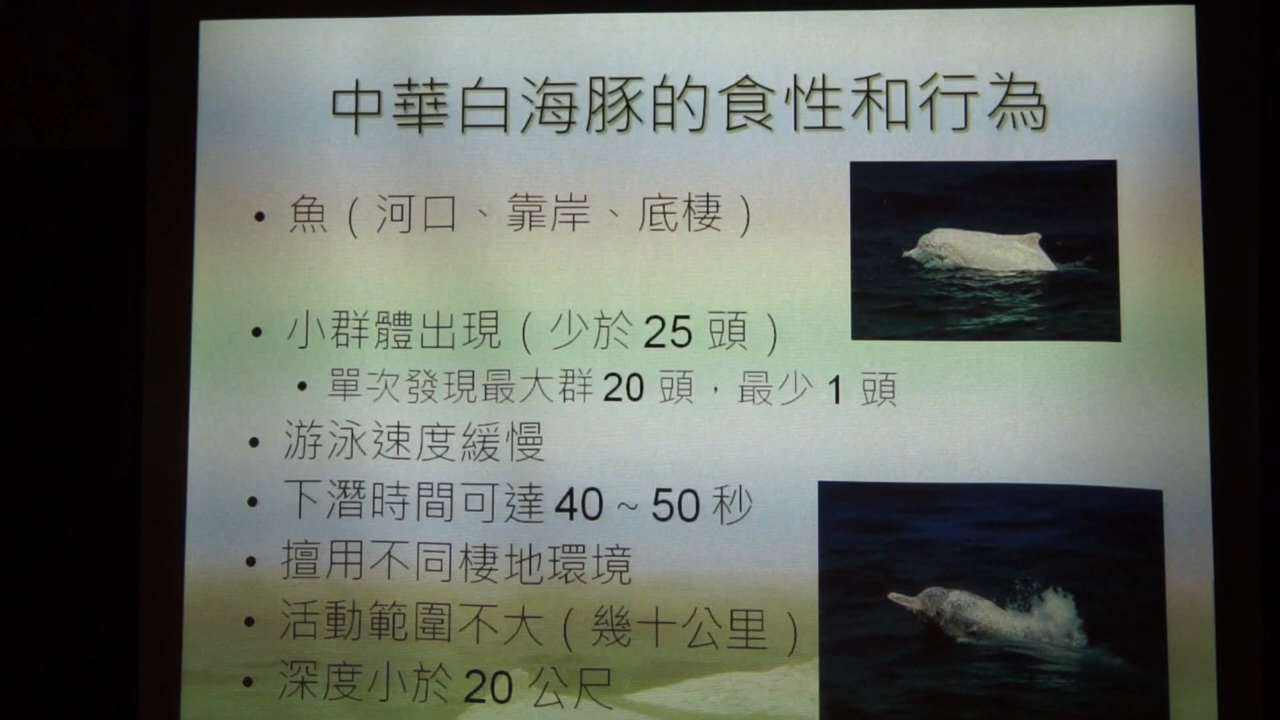 中華白海豚的食性和行為
• 魚（河口、靠岸、底棲）
• 小群體出現（少於 25 頭）
• 單次發現最大群 20 頭，最少 1 頭
• 游泳速度緩慢
• 下潛時間可達 40 ~ 50 秒
• 擅用不同棲地環境
• 活動範圍不大（幾十公里）
• 深度小於 20 公尺